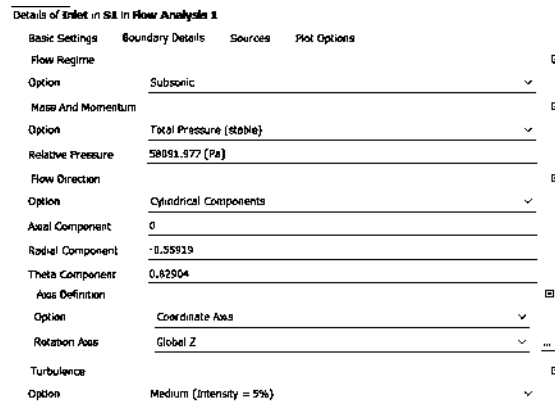 Details of Inlet in S1 in Flow Analysis 1
Basic Settings Boundary Details Sources Plot Options
Flow Regime
Option Subsonic
Mass And Momentum
Option Total Pressure (stable)
Relative Pressure 58091.977 [Pa]
Flow Direction
Option Cylindrical Components
Axial Component 0
Radial Component -0.55919
Theta Component 0.82904
Axis Definition
Option Coordinate Axis
Rotation Axis Global Z ...
Turbulence
Option Medium (Intensity = 5%)